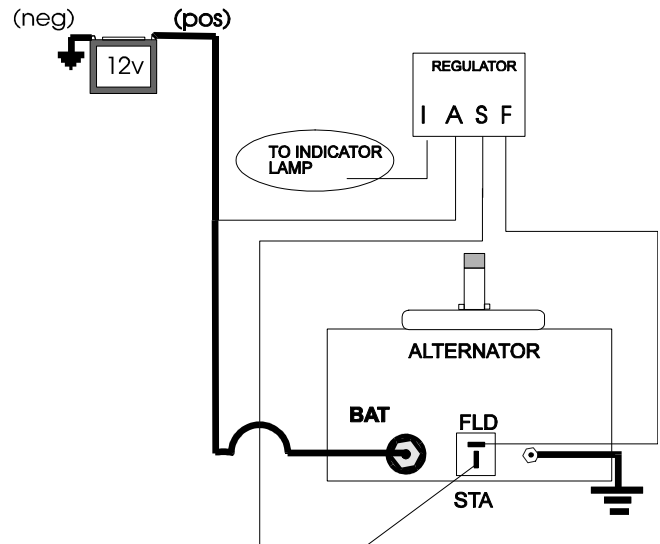 (neg) (pos)
12v
REGULATOR
I A S F
TO INDICATOR
LAMP
ALTERNATOR
BAT
FLD
STA